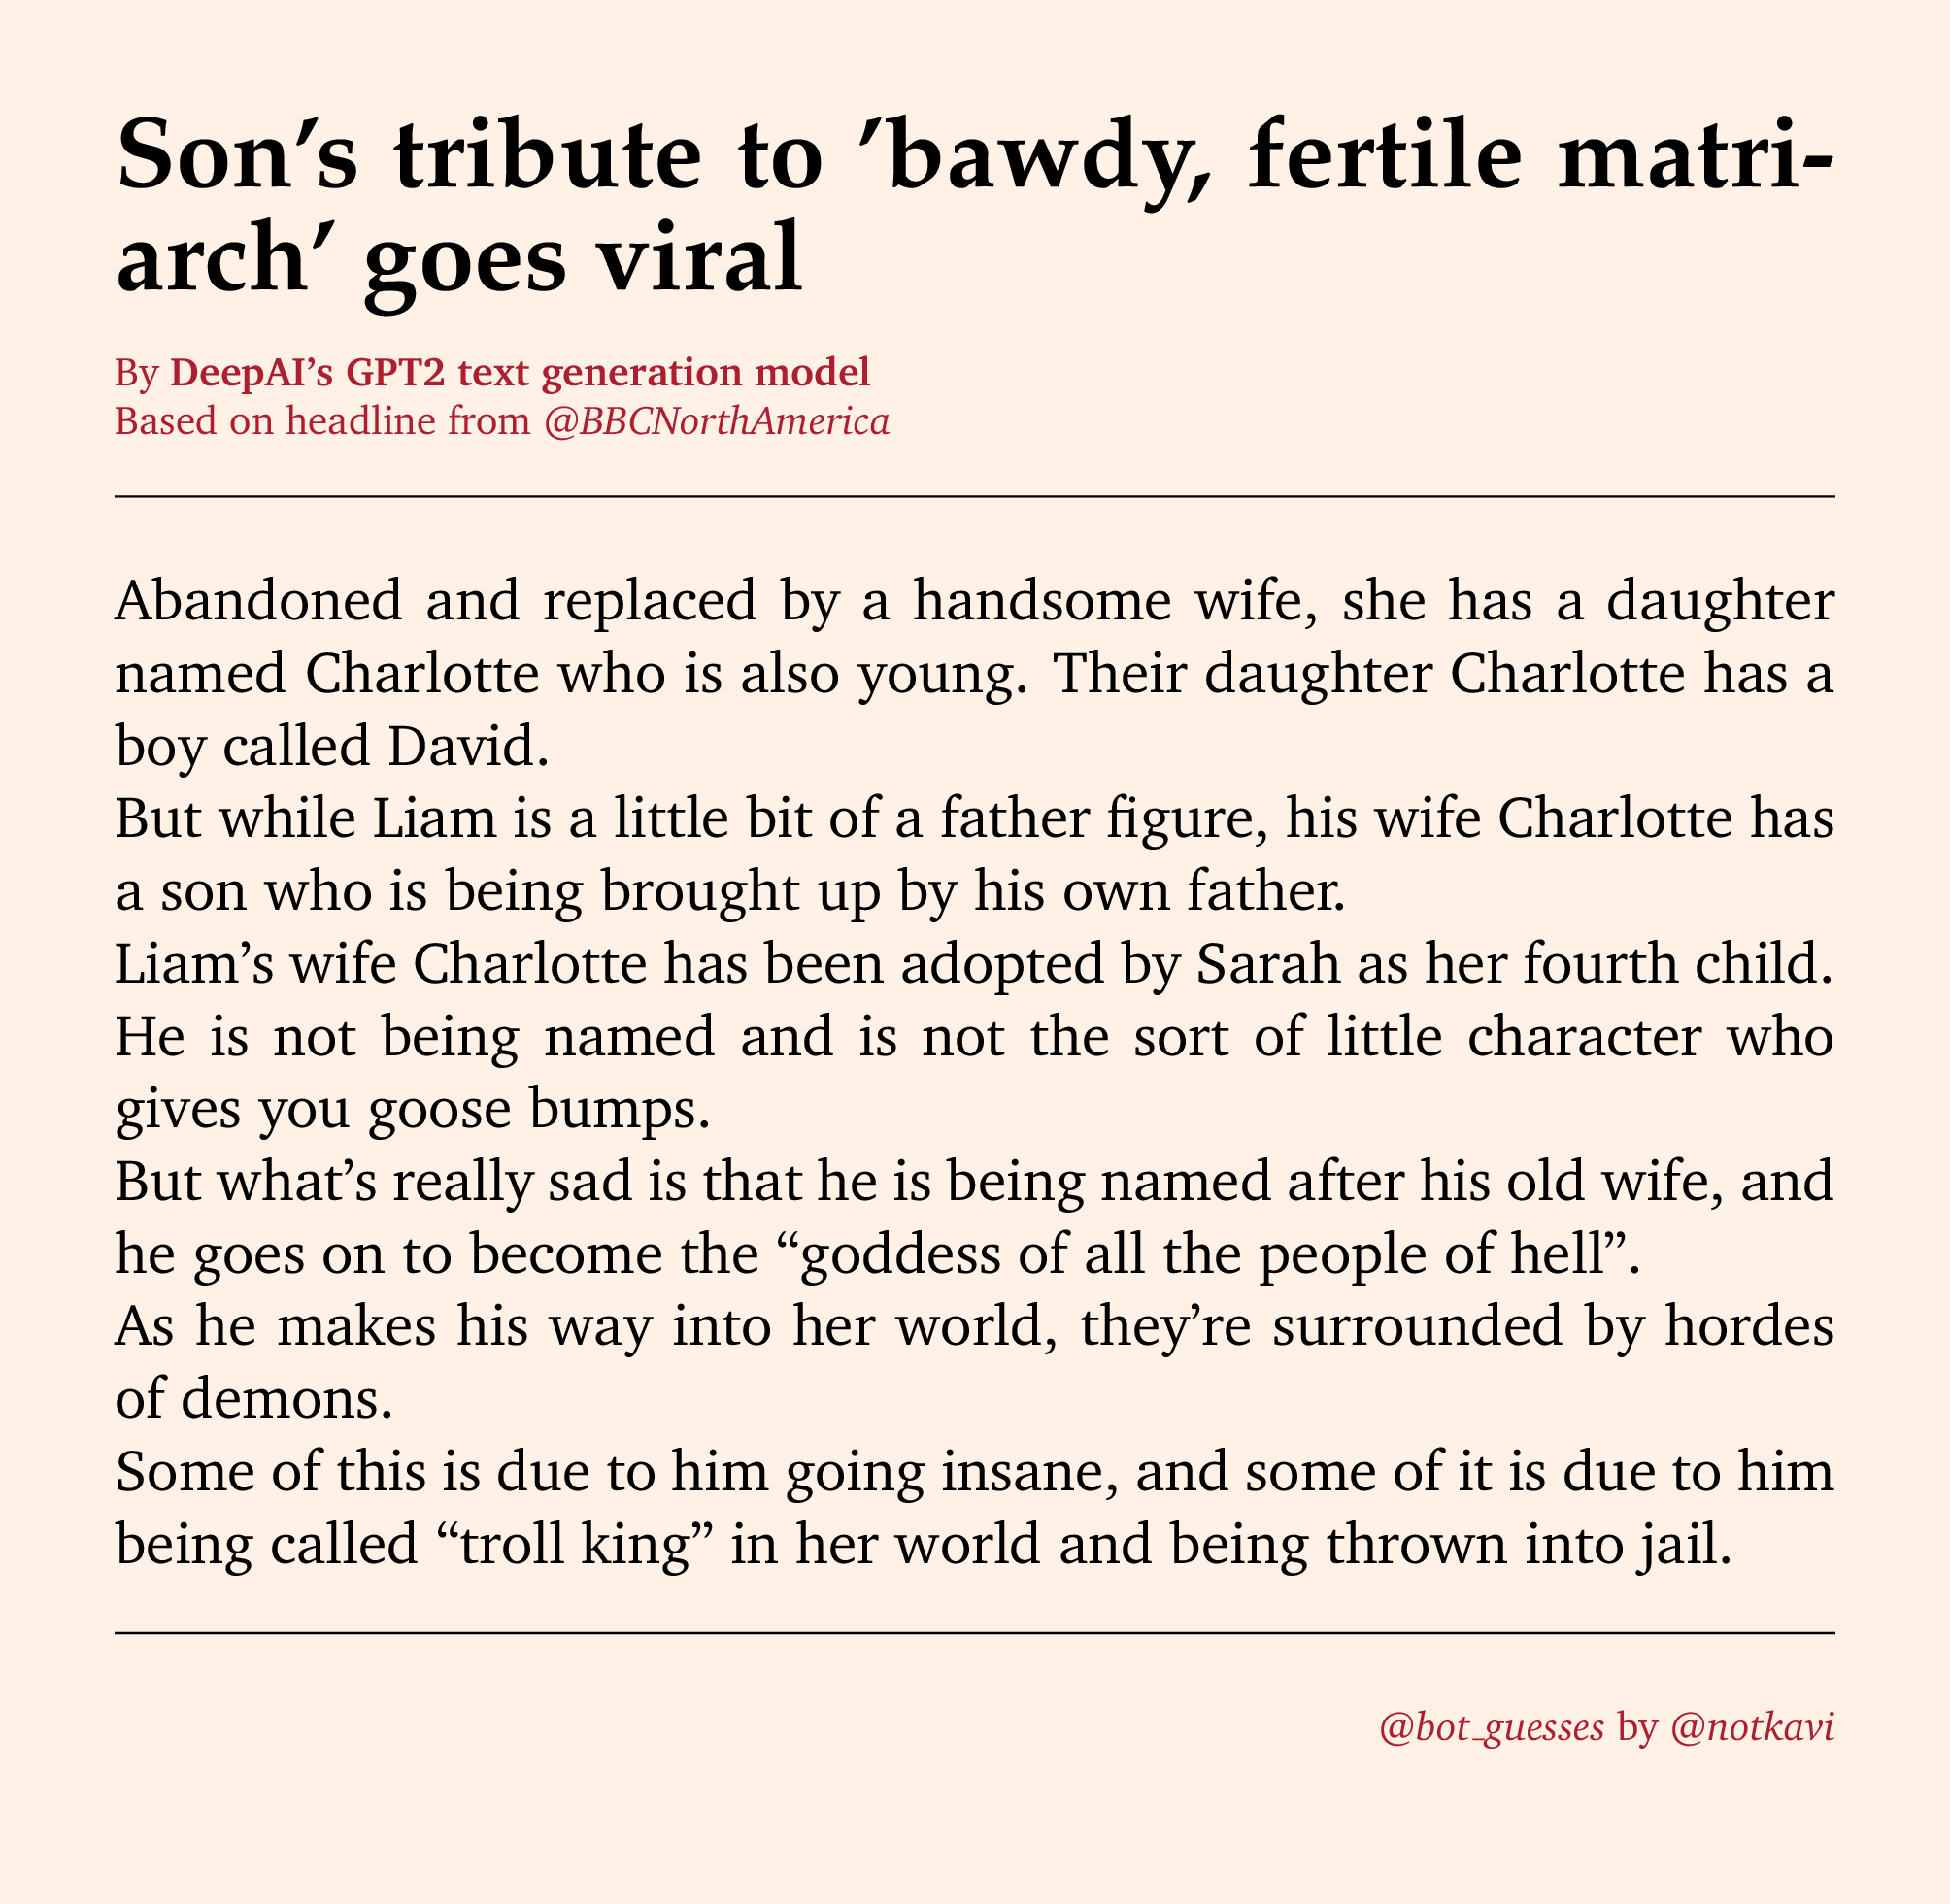 Son’s tribute to ’bawdy, fertile matri-
arch’ goes viral
By DeepAI’s GPT2 text generation model
Based on headline from @BBCNorthAmerica
Abandoned and replaced by a handsome wife, she has a daughter
named Charlotte who is also young. Their daughter Charlotte has a
boy called David.
But while Liam is a little bit of a father figure, his wife Charlotte has
a son who is being brought up by his own father.
Liam’s wife Charlotte has been adopted by Sarah as her fourth child.
He is not being named and is not the sort of little character who
gives you goose bumps.
But what’s really sad is that he is being named after his old wife, and
he goes on to become the “goddess of all the people of hell”.
As he makes his way into her world, they’re surrounded by hordes
of demons.
Some of this is due to him going insane, and some of it is due to him
being called “troll king” in her world and being thrown into jail.
@bot_guesses by @notkavi